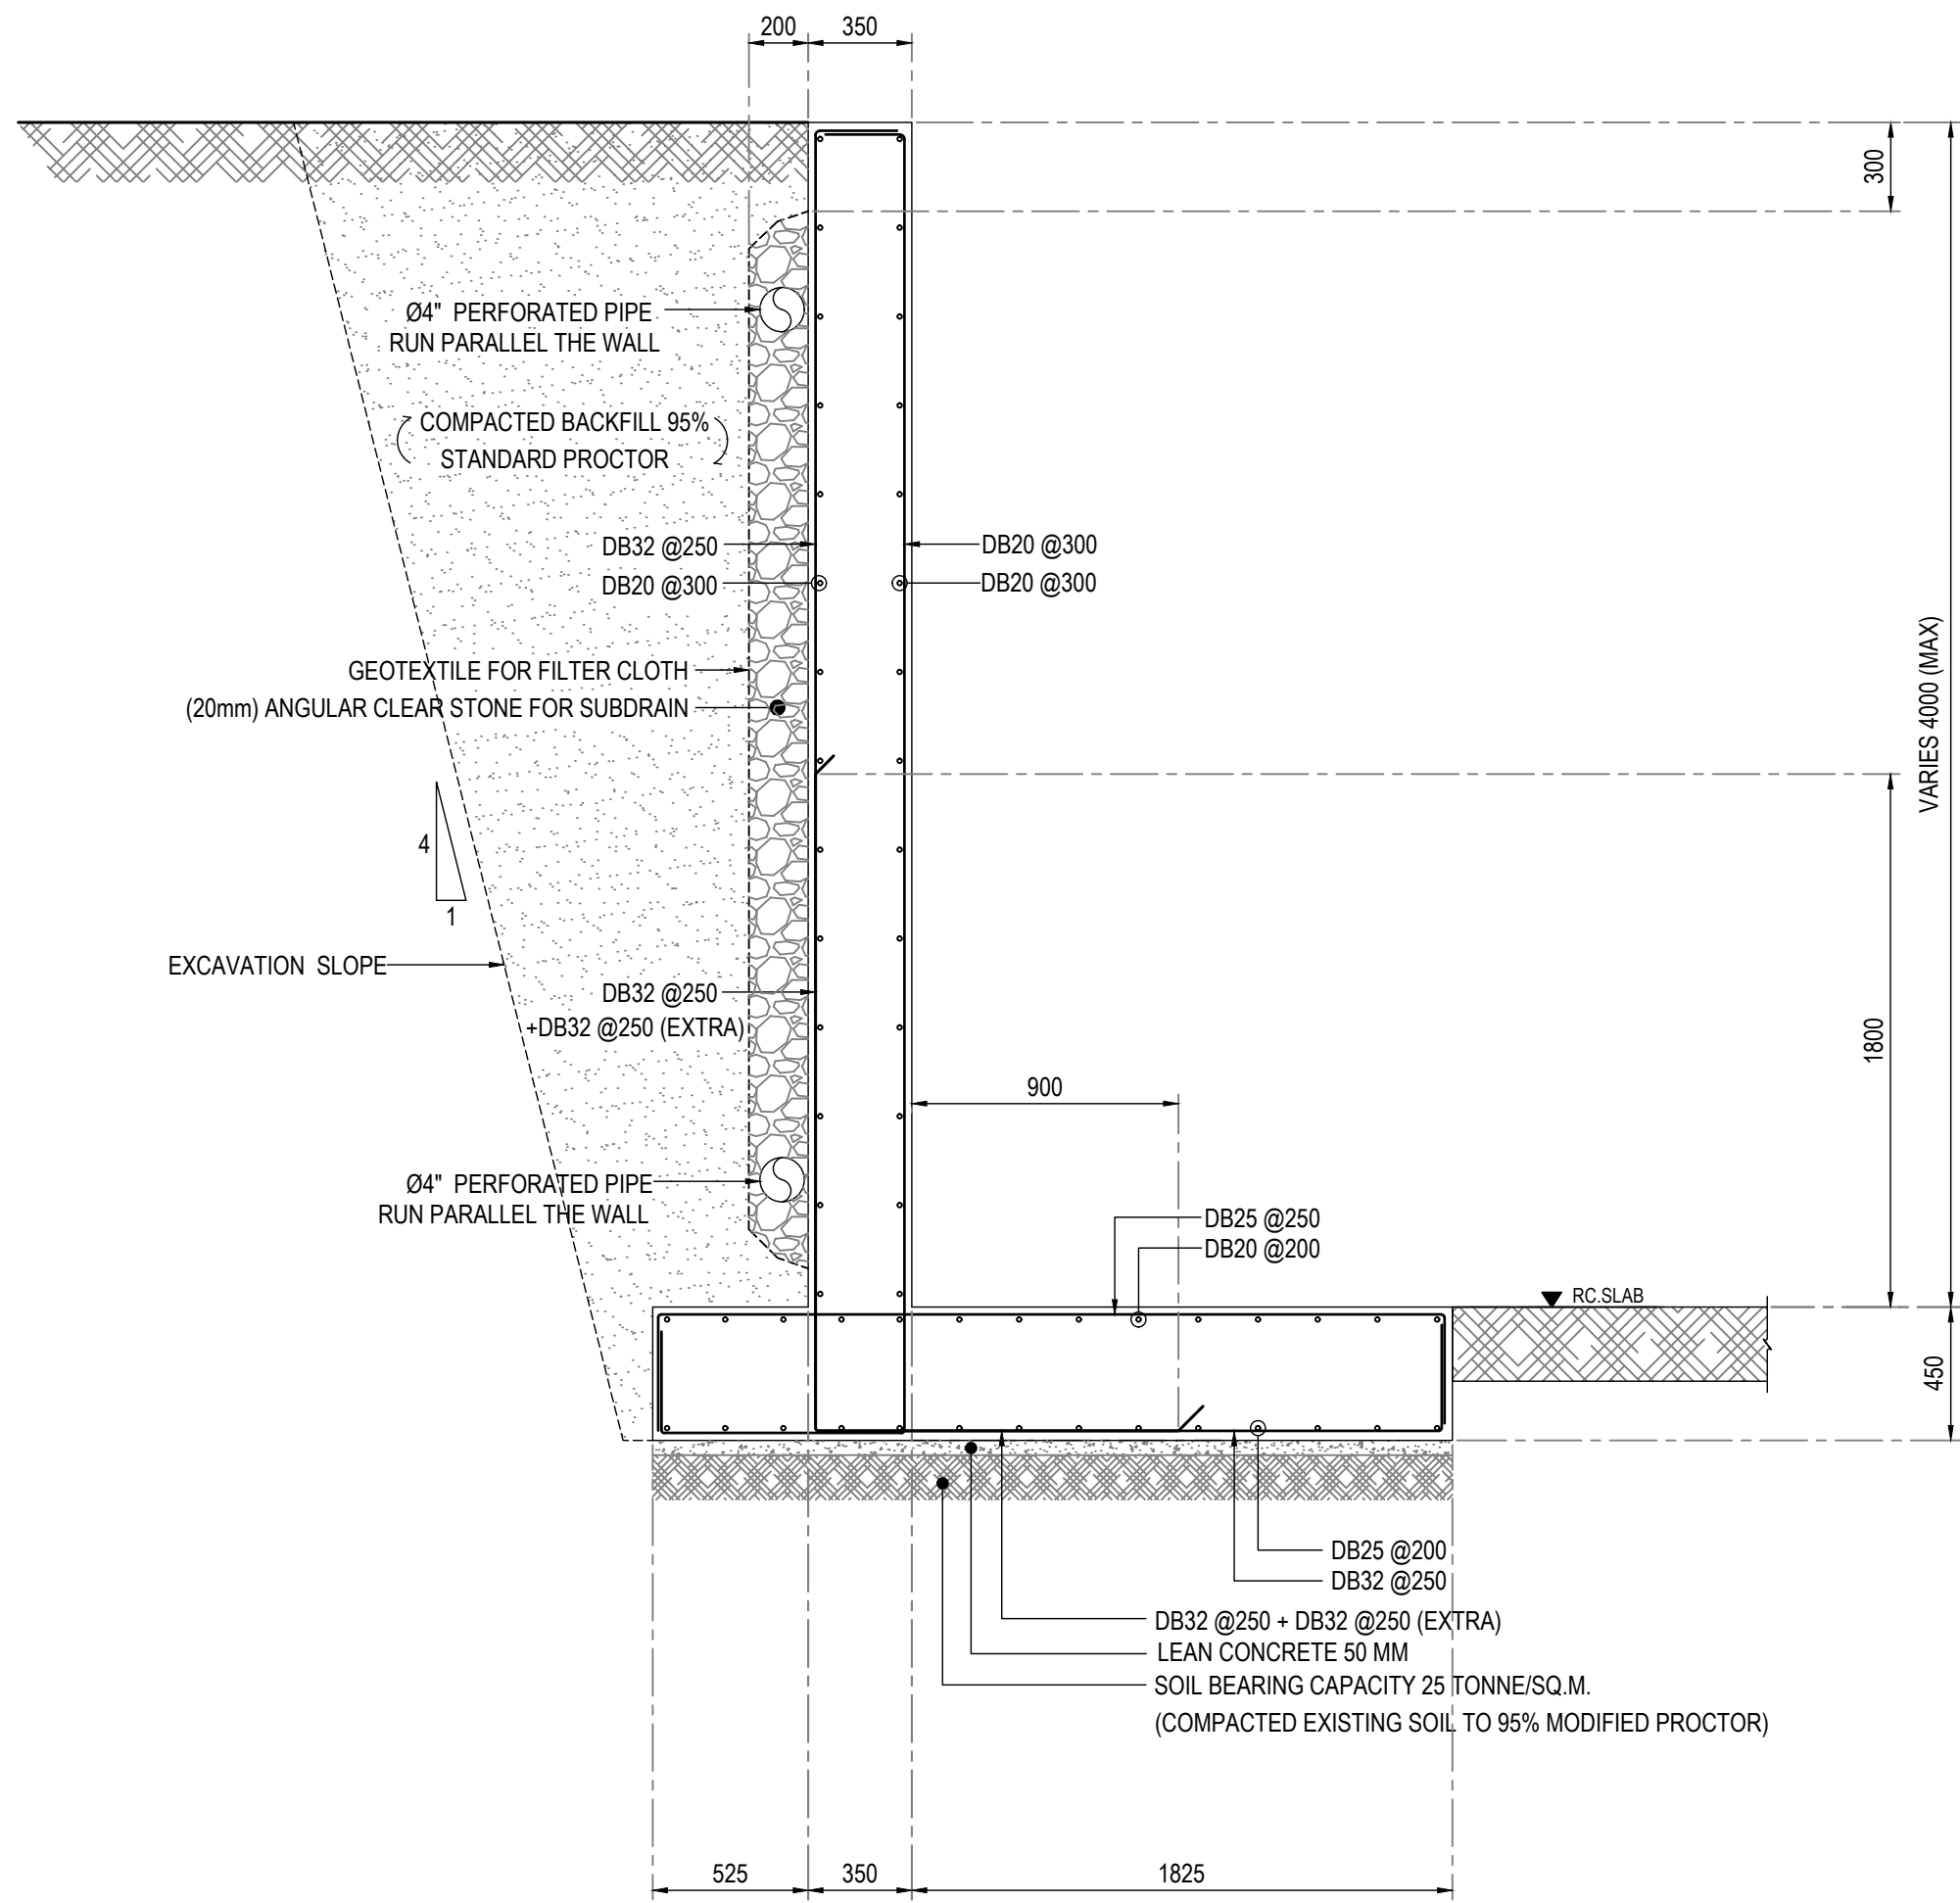 200
350
300
Ø4" PERFORATED PIPE
RUN PARALLEL THE WALL
COMPACTED BACKFILL 95%
STANDARD PROCTOR
DB32 @250
DB20 @300
DB20 @300
DB20 @300
GEOTEXTILE FOR FILTER CLOTH
(20mm) ANGULAR CLEAR STONE FOR SUBDRAIN
VARIES 4000 (MAX)
4
1
EXCAVATION SLOPE
DB32 @250
+DB32 @250 (EXTRA)
1800
900
Ø4" PERFORATED PIPE
RUN PARALLEL THE WALL
DB25 @250
DB20 @200
RC.SLAB
450
DB25 @200
DB32 @250
DB32 @250 + DB32 @250 (EXTRA)
LEAN CONCRETE 50 MM
SOIL BEARING CAPACITY 25 TONNE/SQ.M.
(COMPACTED EXISTING SOIL TO 95% MODIFIED PROCTOR)
525
350
1825